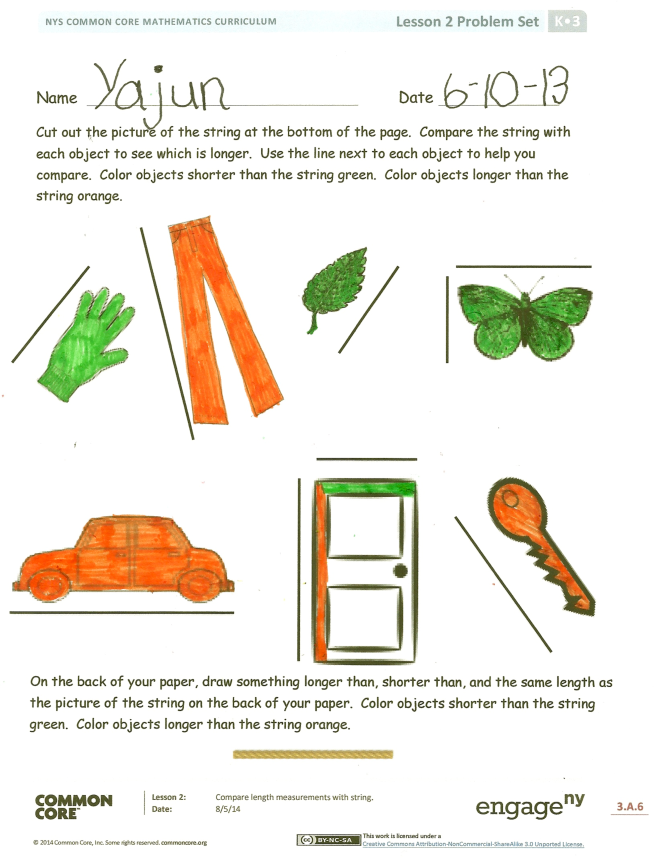 NYS COMMON CORE MATHEMATICS CURRICULUM
Lesson 2 Problem Set
K•3
Name Yajun
Date 6-10-13
Cut out the picture of the string at the bottom of the page. Compare the string with
each object to see which is longer. Use the line next to each object to help you
compare. Color objects shorter than the string green. Color objects longer than the
string orange.
On the back of your paper, draw something longer than, shorter than, and the same length as
the picture of the string on the back of your paper. Color objects shorter than the string
green. Color objects longer than the string orange.
COMMON
CORE™
Lesson 2: Compare length measurements with string.
Date: 8/5/14
engageny
3.A.6
© 2014 Common Core, Inc. Some rights reserved. commoncore.org
CC BY-NC-SA
This work is licensed under a
Creative Commons Attribution-NonCommercial-ShareAlike 3.0 Unported License.